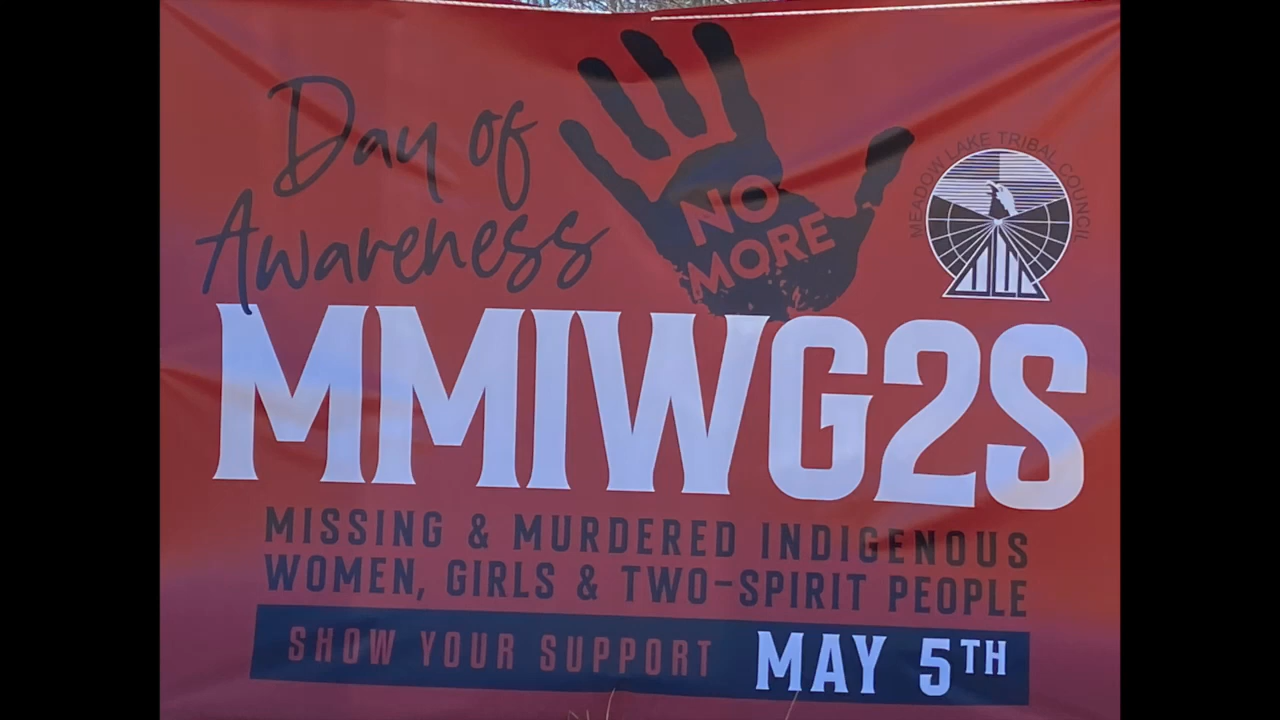 Day of
Awareness
NO
MORE
MEADOW LAKE TRIBAL COUNCIL
MMIWG2S
MISSING & MURDERED INDIGENOUS
WOMEN, GIRLS & TWO-SPIRIT PEOPLE
SHOW YOUR SUPPORT MAY 5TH